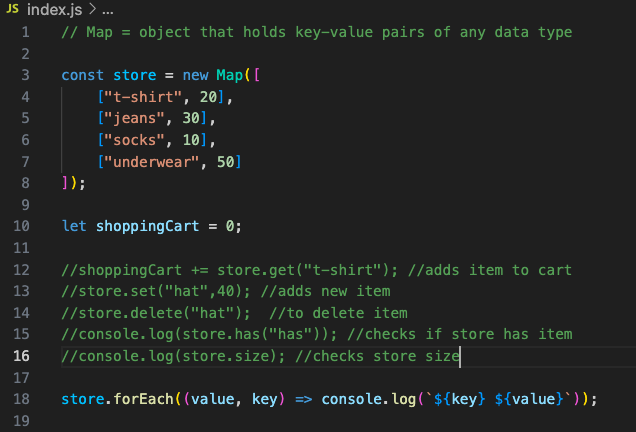 JS index.js > ...
1 // Map = object that holds key-value pairs of any data type
2
3 const store = new Map([
4 ["t-shirt", 20],
5 ["jeans", 30],
6 ["socks", 10],
7 ["underwear", 50]
8 ]);
9
10 let shoppingCart = 0;
11
12 //shoppingCart += store.get("t-shirt"); //adds item to cart
13 //store.set("hat",40); //adds new item
14 //store.delete("hat");  //to delete item
15 //console.log(store.has("has")); //checks if store has item
16 //console.log(store.size); //checks store size
17
18 store.forEach((value, key) => console.log(`${key} ${value}`));
19